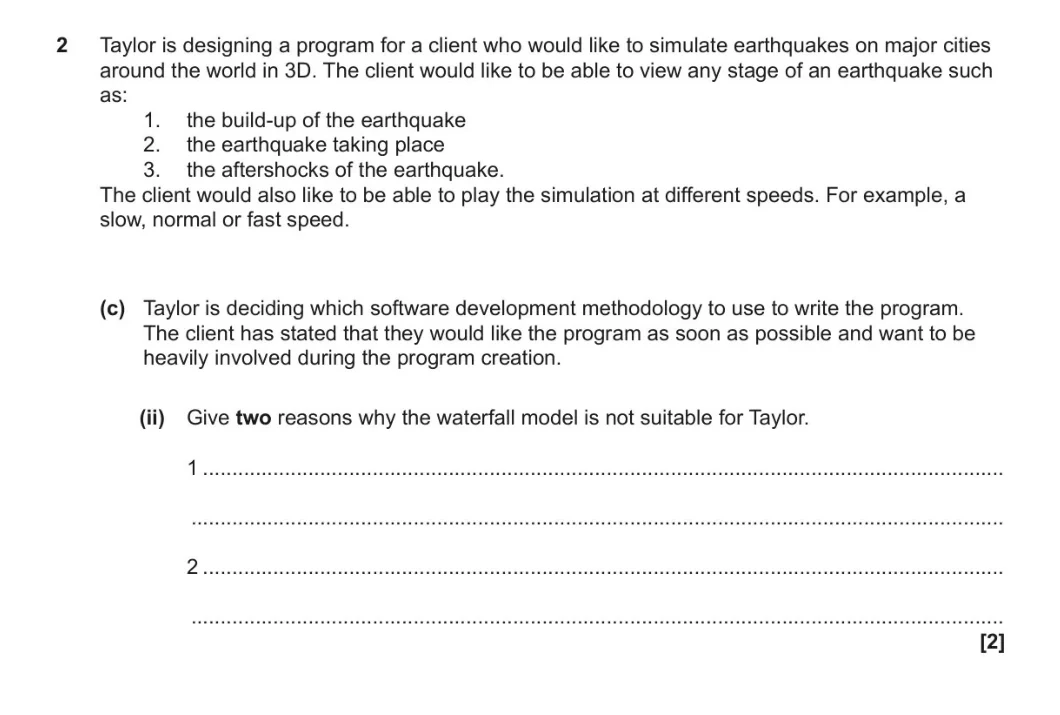 2 Taylor is designing a program for a client who would like to simulate earthquakes on major cities
around the world in 3D. The client would like to be able to view any stage of an earthquake such
as:
1. the build-up of the earthquake
2. the earthquake taking place
3. the aftershocks of the earthquake.
The client would also like to be able to play the simulation at different speeds. For example, a
slow, normal or fast speed.
(c) Taylor is deciding which software development methodology to use to write the program.
The client has stated that they would like the program as soon as possible and want to be
heavily involved during the program creation.
(ii) Give two reasons why the waterfall model is not suitable for Taylor.
1 ..........................................................................................................................................
..........................................................................................................................................
2 ..........................................................................................................................................
..........................................................................................................................................
[2]